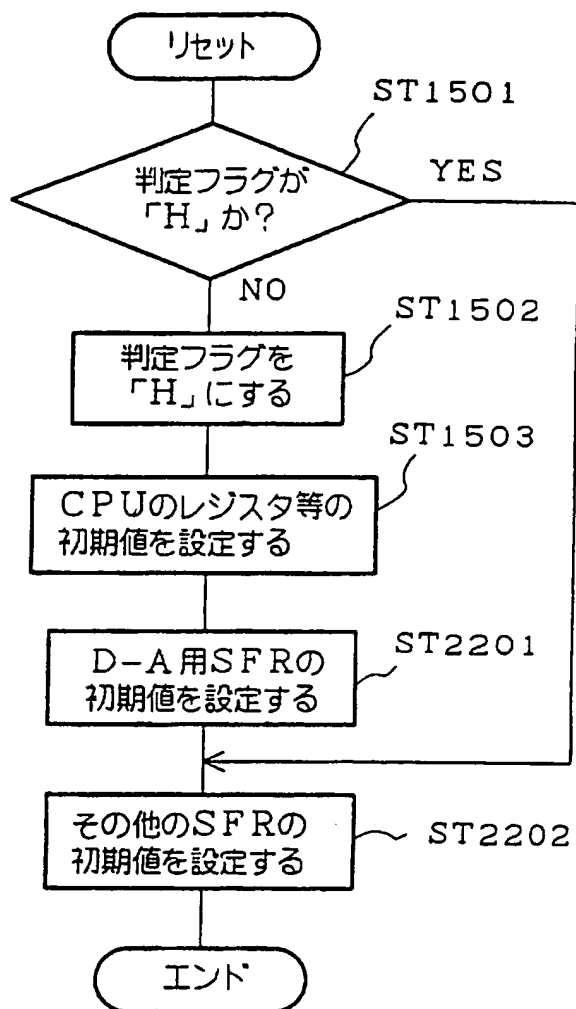 リセット
ST1501
判定フラグが
「H」か?
YES
NO
ST1502
判定フラグを
「H」にする
ST1503
CPUのレジスタ等の
初期値を設定する
ST2201
D-A用SFRの
初期値を設定する
その他のSFRの
初期値を設定する
ST2202
エンド